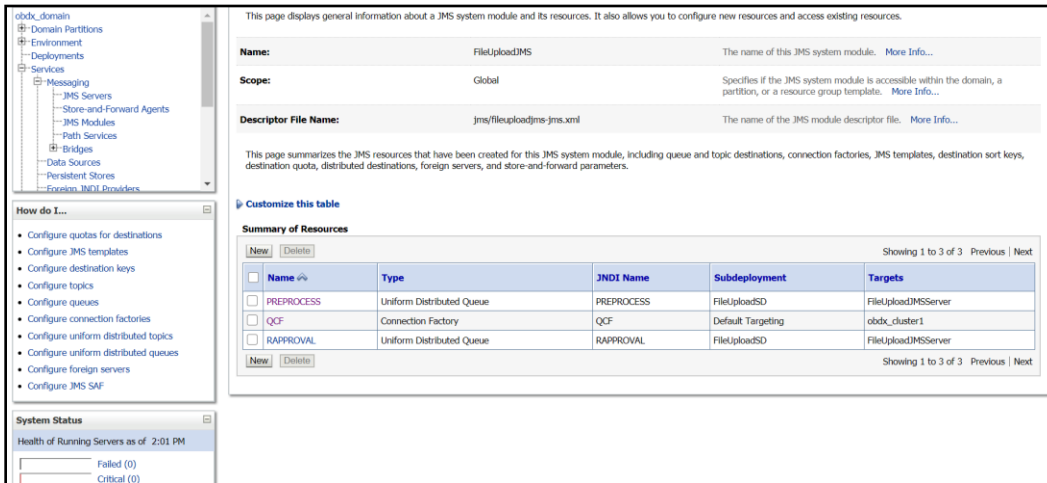 obdx_domain
Domain Partitions
Environment
Deployments
Services
Messaging
JMS Servers
Store-and-Forward Agents
JMS Modules
Path Services
Bridges
Data Sources
Persistent Stores
Foreign JNDI Providers
How do I...
Configure quotas for destinations
Configure JMS templates
Configure destination keys
Configure topics
Configure queues
Configure connection factories
Configure uniform distributed topics
Configure uniform distributed queues
Configure foreign servers
Configure JMS SAF
System Status
Health of Running Servers as of 2:01 PM
Failed (0)
Critical (0)
This page displays general information about a JMS system module and its resources. It also allows you to configure new resources and access existing resources.
Name: FileUploadJMS The name of this JMS system module. More Info...
Scope: Global Specifies if the JMS system module is accessible within the domain, a
partition, or a resource group template. More Info...
Descriptor File Name: jms/fileuploadjms-jms.xml The name of the JMS module descriptor file. More Info...
This page summarizes the JMS resources that have been created for this JMS system module, including queue and topic destinations, connection factories, JMS templates, destination sort keys,
destination quota, distributed destinations, foreign servers, and store-and-forward parameters.
Customize this table
Summary of Resources
New Delete Showing 1 to 3 of 3 Previous | Next
Name Type JNDI Name Subdeployment Targets
PREPROCESS Uniform Distributed Queue PREPROCESS FileUploadSD FileUploadJMSServer
QCF Connection Factory QCF Default Targeting obdx_cluster1
RAPPROVAL Uniform Distributed Queue RAPPROVAL FileUploadSD FileUploadJMSServer
New Delete Showing 1 to 3 of 3 Previous | Next